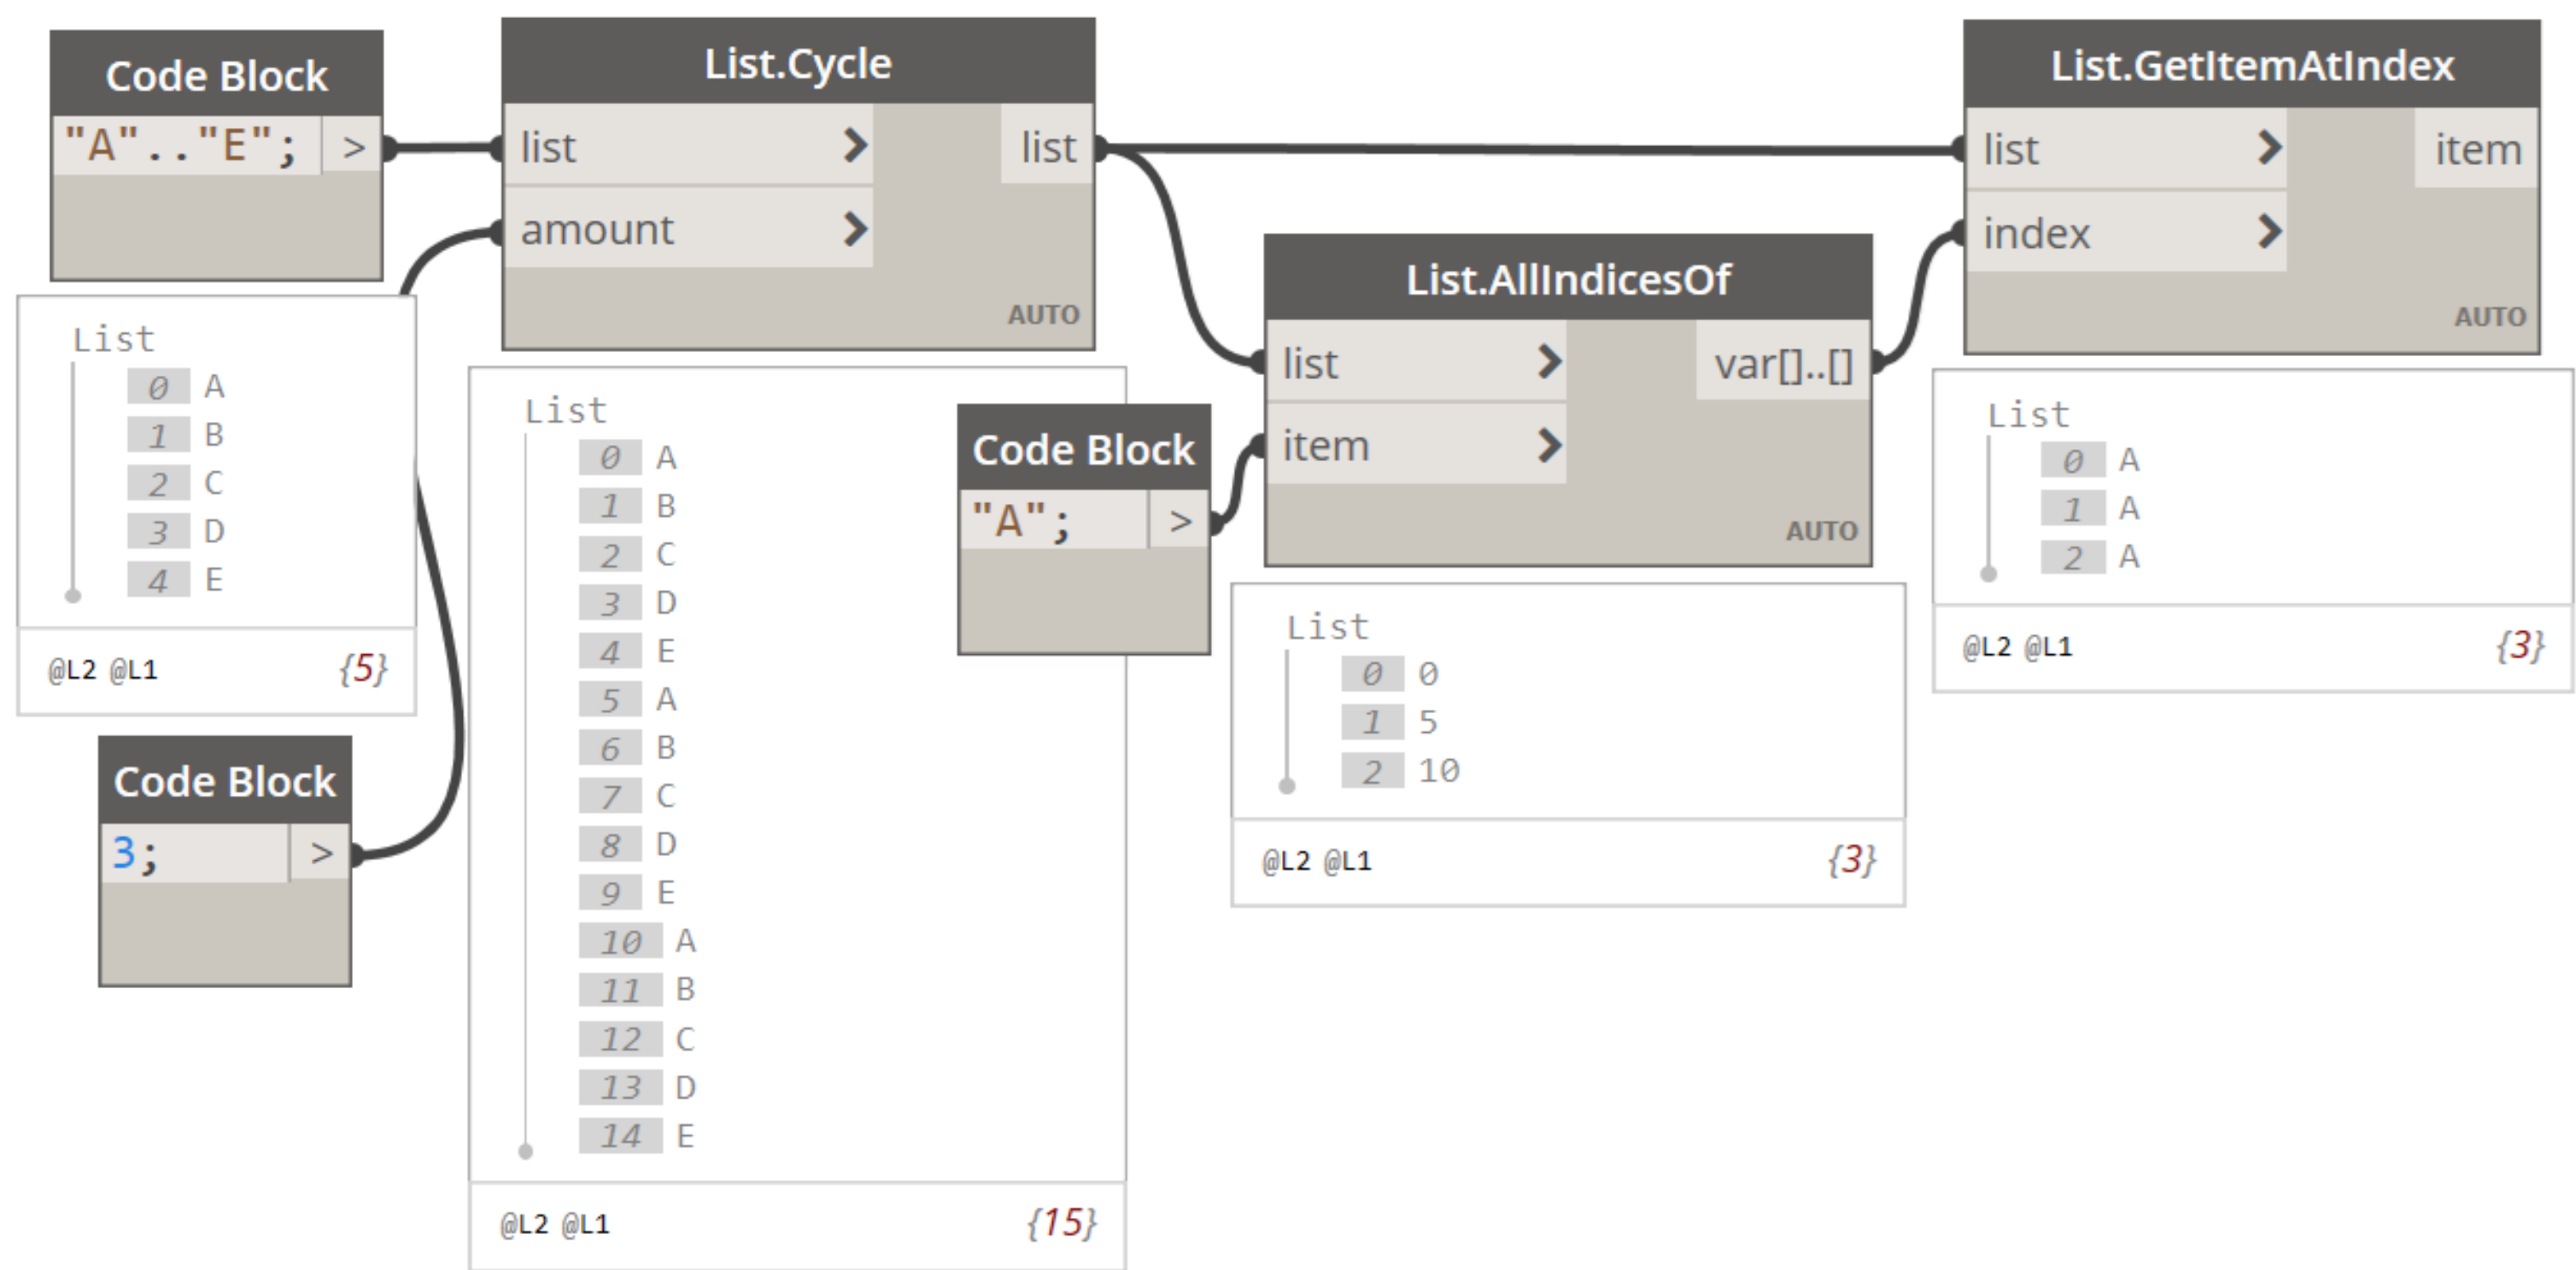 Code Block
"A".."E"; >
List
0 A
1 B
2 C
3 D
4 E
@L2 @L1 {5}
Code Block
3; >
List.Cycle
list > list
amount >
AUTO
List
0 A
1 B
2 C
3 D
4 E
5 A
6 B
7 C
8 D
9 E
10 A
11 B
12 C
13 D
14 E
@L2 @L1 {15}
Code Block
"A"; >
List.AllIndicesOf
list > var[]..[]
item >
AUTO
List
0 0
1 5
2 10
@L2 @L1 {3}
List.GetItemAtIndex
list > item
index >
AUTO
List
0 A
1 A
2 A
@L2 @L1 {3}